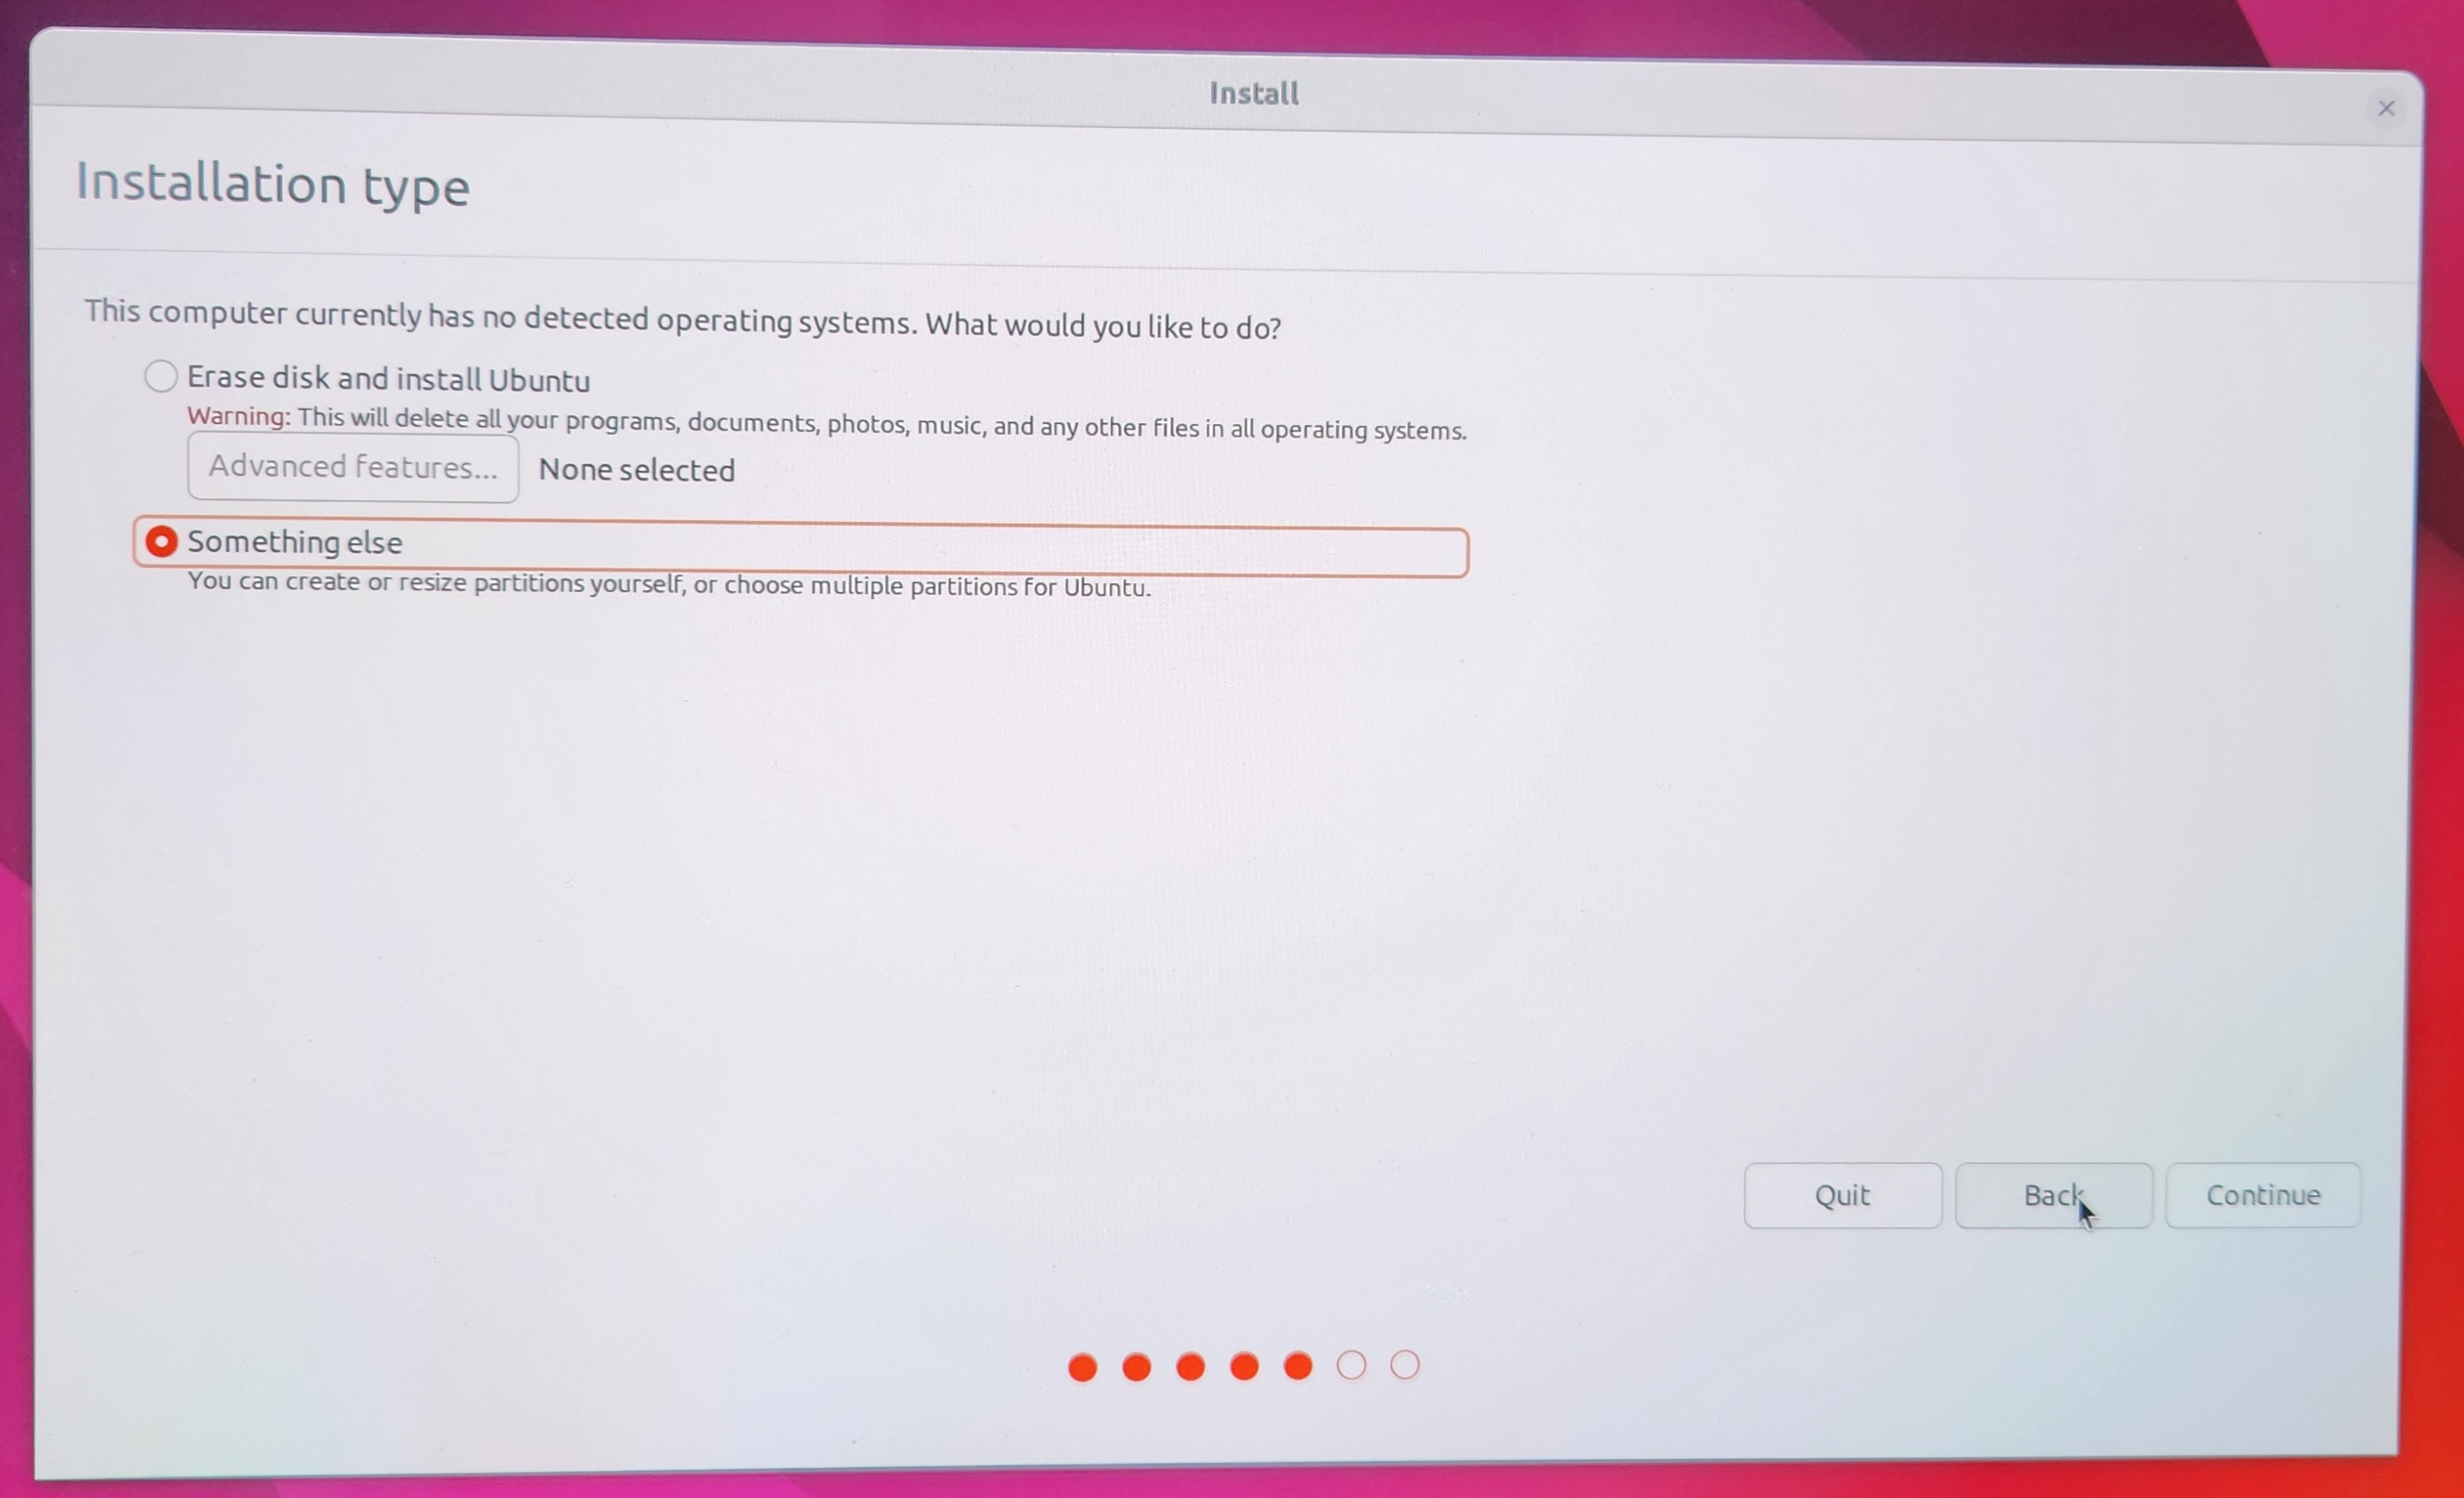 Install
Installation type
This computer currently has no detected operating systems. What would you like to do?
Erase disk and install Ubuntu
Warning: This will delete all your programs, documents, photos, music, and any other files in all operating systems.
Advanced features... None selected
Something else
You can create or resize partitions yourself, or choose multiple partitions for Ubuntu.
Quit Back Continue